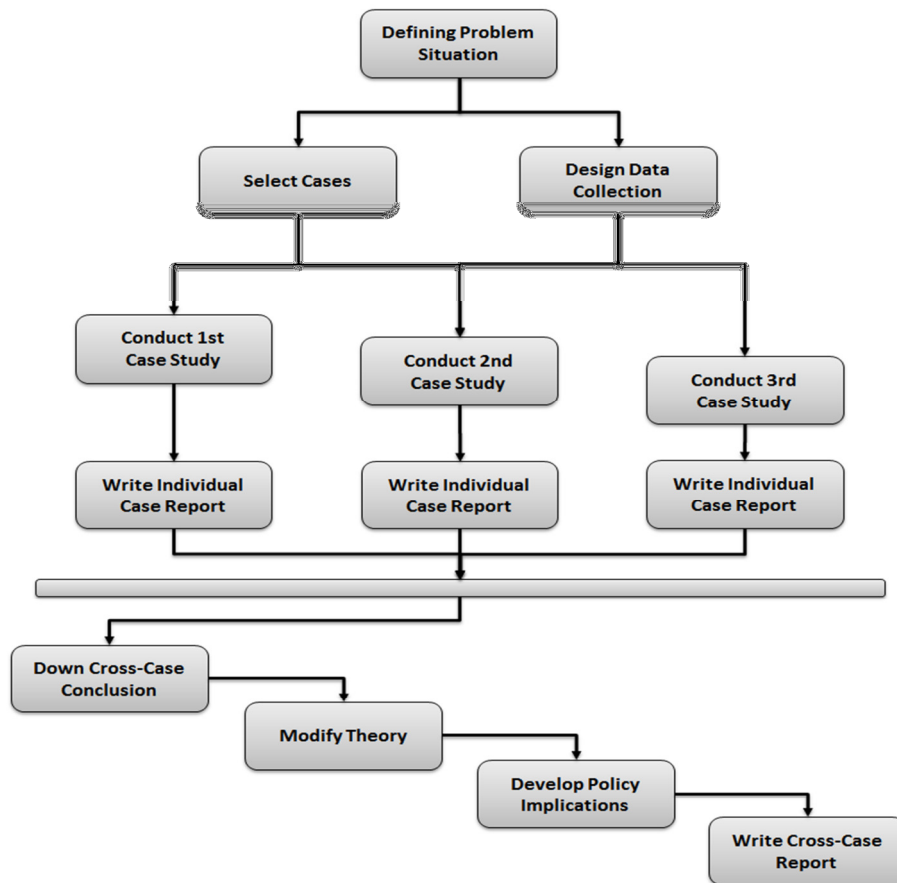 Defining Problem
Situation
Select Cases
Design Data
Collection
Conduct 1st
Case Study
Conduct 2nd
Case Study
Conduct 3rd
Case Study
Write Individual
Case Report
Write Individual
Case Report
Write Individual
Case Report
Down Cross-Case
Conclusion
Modify Theory
Develop Policy
Implications
Write Cross-Case
Report